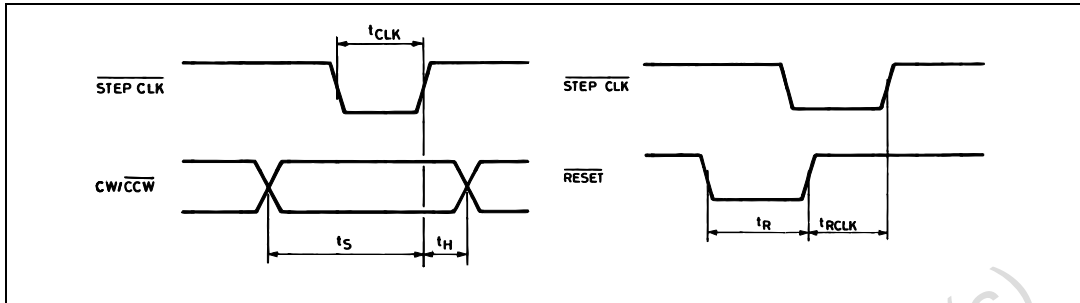 tCLK
STEP CLK
CW/CCW
tS
tH
STEP CLK
RESET
tR
tRCLK